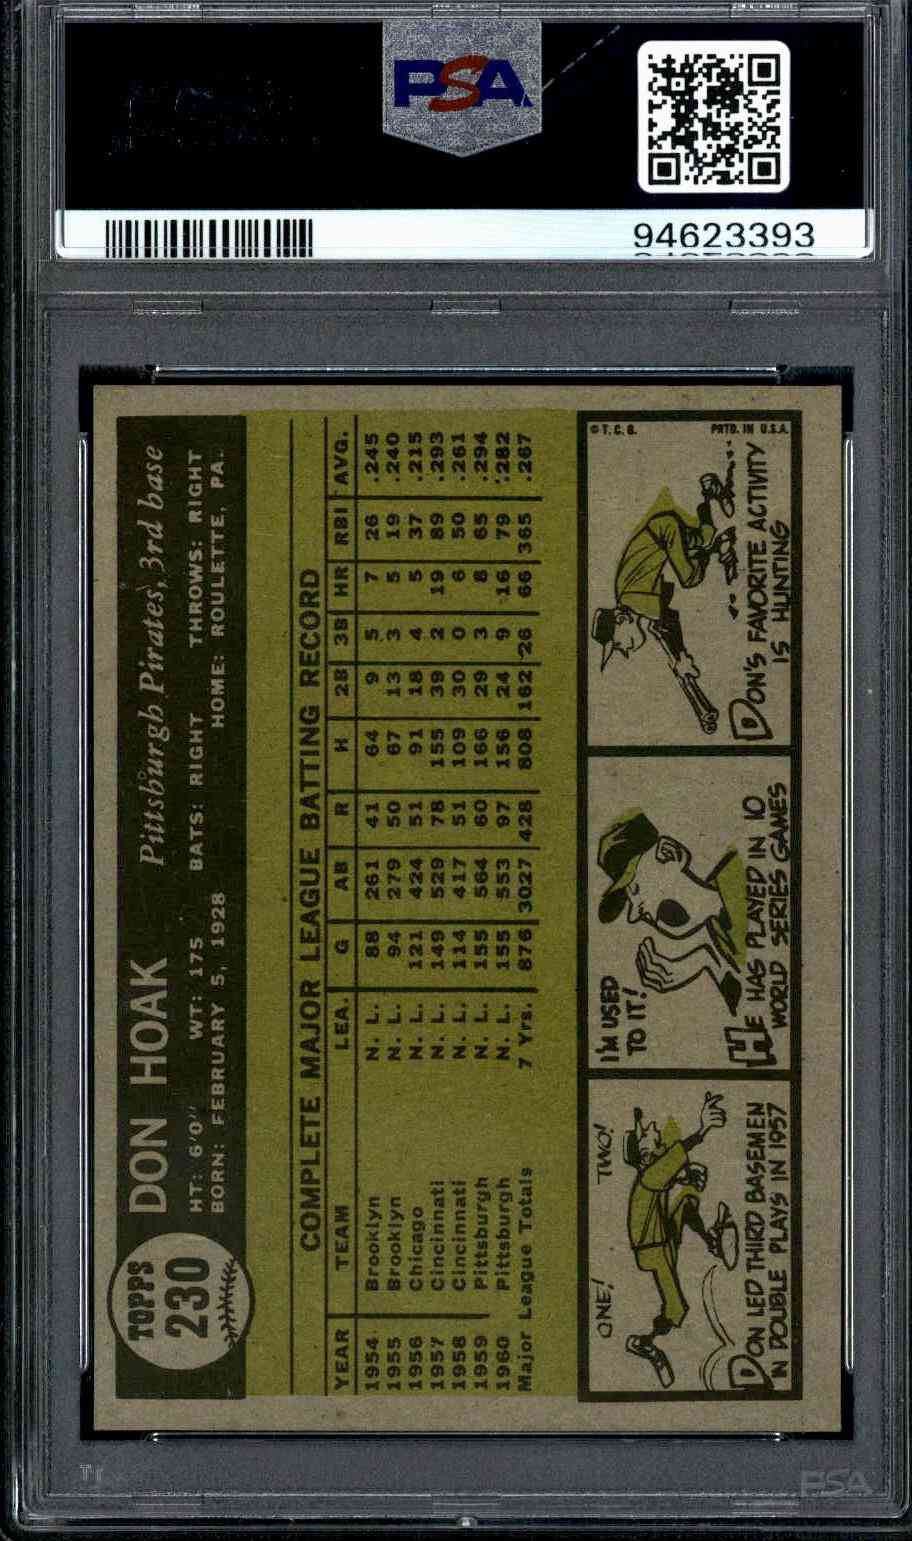 PSA
94623393
TOPPS
230
DON HOAK Pittsburgh Pirates, 3rd base
HT: 6'0" WT: 175 BATS: RIGHT THROWS: RIGHT
BORN: FEBRUARY 5, 1928 HOME: ROULETTE, PA.
COMPLETE MAJOR LEAGUE BATTING RECORD
YEAR TEAM LEA. G AB R H 2B 3B HR RBI AVG.
1954 Brooklyn N. L. 88 261 41 64 9 5 7 26 .245
1955 Brooklyn N. L. 94 279 50 67 13 3 5 19 .240
1956 Chicago N. L. 121 424 51 91 18 4 5 37 .215
1957 Cincinnati N. L. 149 529 78 155 39 2 19 89 .293
1958 Cincinnati N. L. 114 417 51 109 30 0 6 50 .261
1959 Pittsburgh N. L. 155 564 60 166 29 3 8 65 .294
1960 Pittsburgh N. L. 155 553 97 156 24 9 16 79 .282
Major League Totals 7 Yrs. 876 3027 428 808 162 26 66 365 .267
ONE! TWO!
DON LED THIRD BASEMEN
IN DOUBLE PLAYS IN 1957
I'M USED
TO IT!
HE HAS PLAYED IN 10
WORLD SERIES GAMES
© T. C. G. PRTD. IN U.S.A.
DON'S FAVORITE ACTIVITY
IS HUNTING
PSA